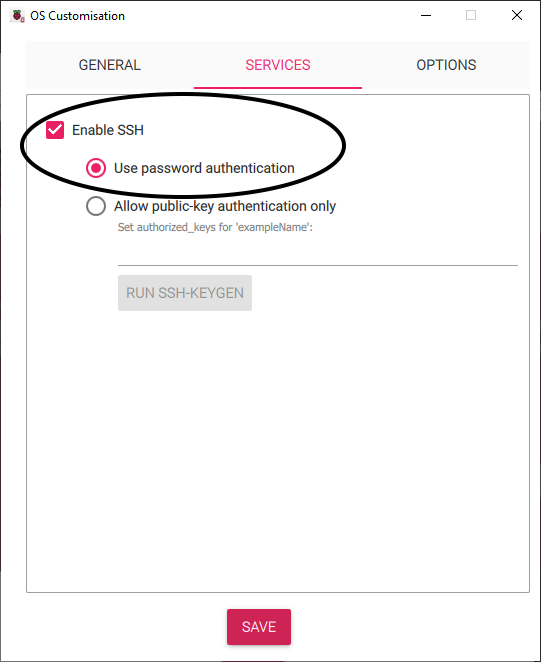 OS Customisation
GENERAL SERVICES OPTIONS
Enable SSH
Use password authentication
Allow public-key authentication only
Set authorized_keys for 'exampleName':
RUN SSH-KEYGEN
SAVE